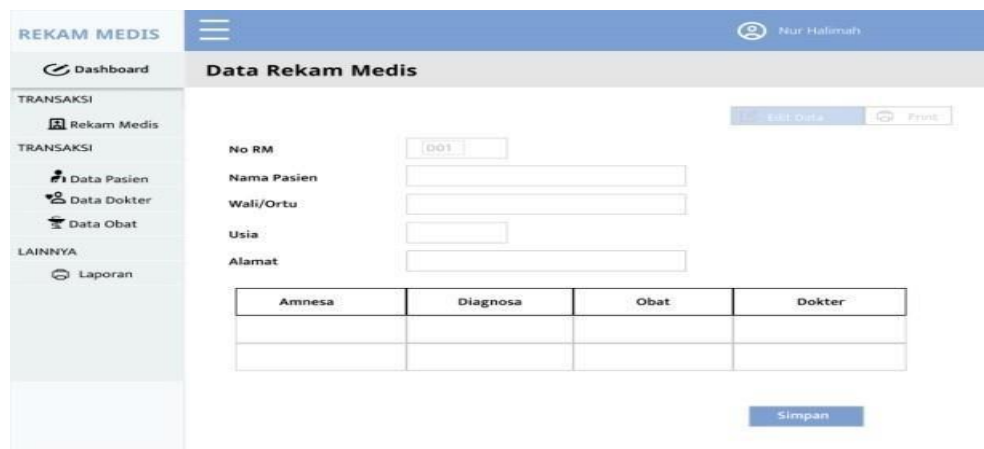 REKAM MEDIS
Nur Halimah
Dashboard
Data Rekam Medis
TRANSAKSI
Rekam Medis
Edit Data
Print
TRANSAKSI
No RM
D01
Data Pasien
Nama Pasien
Data Dokter
Wali/Ortu
Data Obat
Usia
LAINNYA
Alamat
Laporan
Amnesa Diagnosa Obat Dokter
Simpan